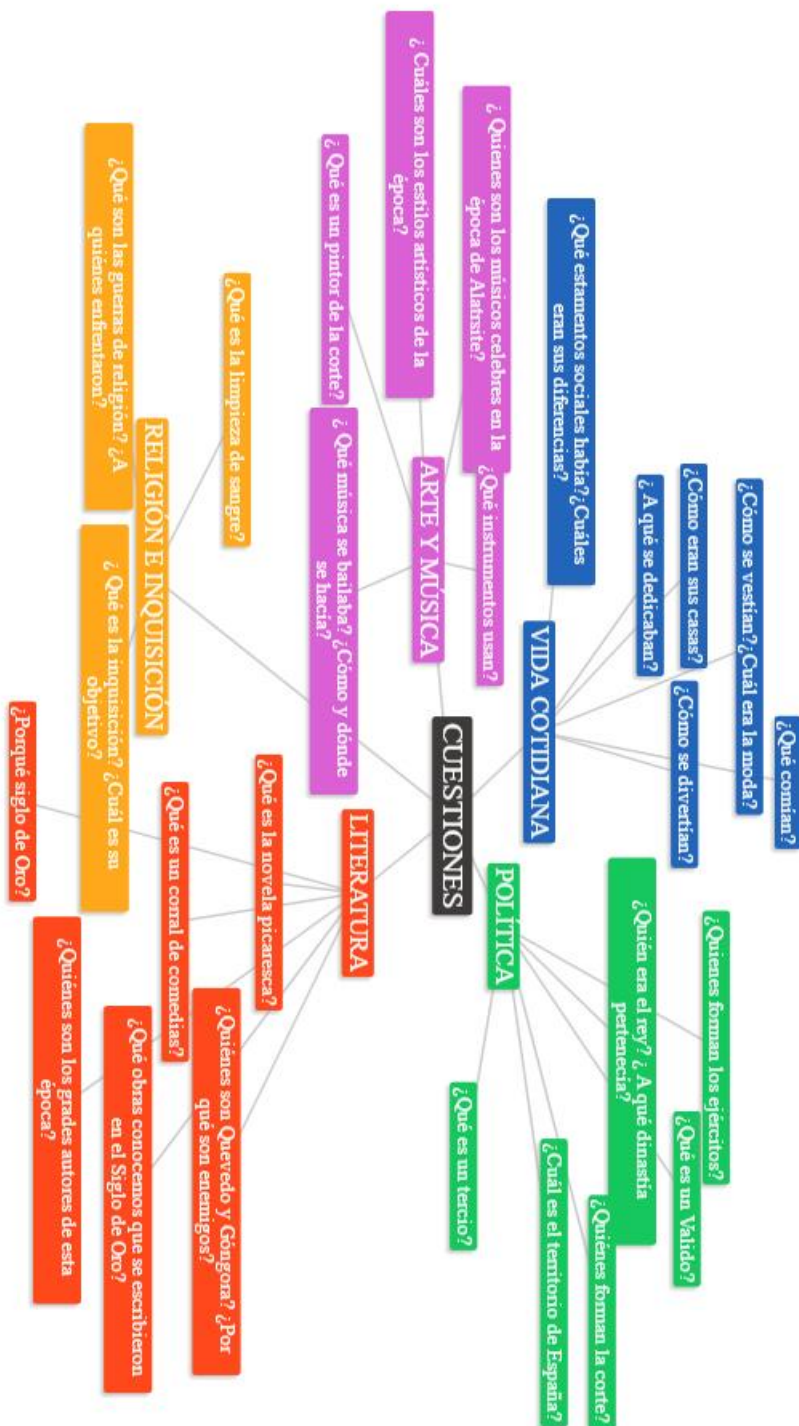 ¿Qué comían?
¿Cómo se vestían?¿Cuál era la moda?
¿Cómo eran sus casas?
¿Cómo se divertían?
¿ A qué se dedicaban?
¿Qué estamentos sociales había?¿Cuáles
eran sus diferencias?
VIDA COTIDIANA
¿Quienes forman los ejércitos?
¿Qué es un Valido?
¿Quién era el rey? ¿ A qué dinastía
pertenecía?
¿Quiénes forman la corte?
¿Cuál es el territorio de España?
¿Qué es un tercio?
POLÍTICA
CUESTIONES
¿ Quienes son los músicos celebres en la
época de Alatrsite?
¿Qué instrumentos usan?
ARTE Y MÚSICA
¿ Cuáles son los estilos artísticos de la
época?
¿ Qué es un pintor de la corte?
¿ Qué música se bailaba? ¿Cómo y dónde
se hacía?
LITERATURA
¿Qué es la novela picaresca?
¿Quiénes son Quevedo y Góngora? ¿Por
qué son enemigos?
¿Qué es un corral de comedias?
¿Qué obras conocemos que se escribieron
en el Siglo de Oro?
¿Quiénes son los grades autores de esta
época?
¿Porqué siglo de Oro?
¿Qué es la limpieza de sangre?
RELIGIÓN E INQUISICIÓN
¿Qué son las guerras de religión? ¿A
quiénes enfrentaron?
¿ Qué es la inquisición? ¿Cuál es su
objetivo?